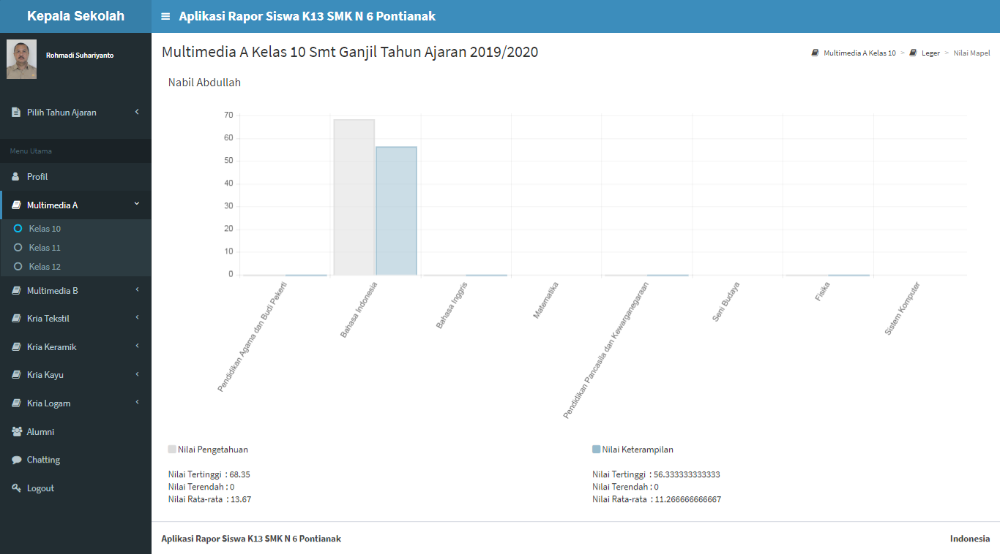 Kepala Sekolah
Aplikasi Rapor Siswa K13 SMK N 6 Pontianak
Rohmadi Suhariyanto
Pilih Tahun Ajaran
Menu Utama
Profil
Multimedia A
Kelas 10
Kelas 11
Kelas 12
Multimedia B
Kria Tekstil
Kria Keramik
Kria Kayu
Kria Logam
Alumni
Chatting
Logout
Multimedia A Kelas 10 Smt Ganjil Tahun Ajaran 2019/2020
Multimedia A Kelas 10 > Leger > Nilai Mapel
Nabil Abdullah
70
60
50
40
30
20
10
0
Pendidikan Agama dan Budi Pekerti
Bahasa Indonesia
Bahasa Inggris
Matematika
Pendidikan Pancasila dan Kewarganegaraan
Seni Budaya
Fisika
Sistem Komputer
Nilai Pengetahuan
Nilai Tertinggi : 68.35
Nilai Terendah : 0
Nilai Rata-rata : 13.67
Nilai Keterampilan
Nilai Tertinggi : 56.333333333333
Nilai Terendah : 0
Nilai Rata-rata : 11.266666666667
Aplikasi Rapor Siswa K13 SMK N 6 Pontianak
Indonesia